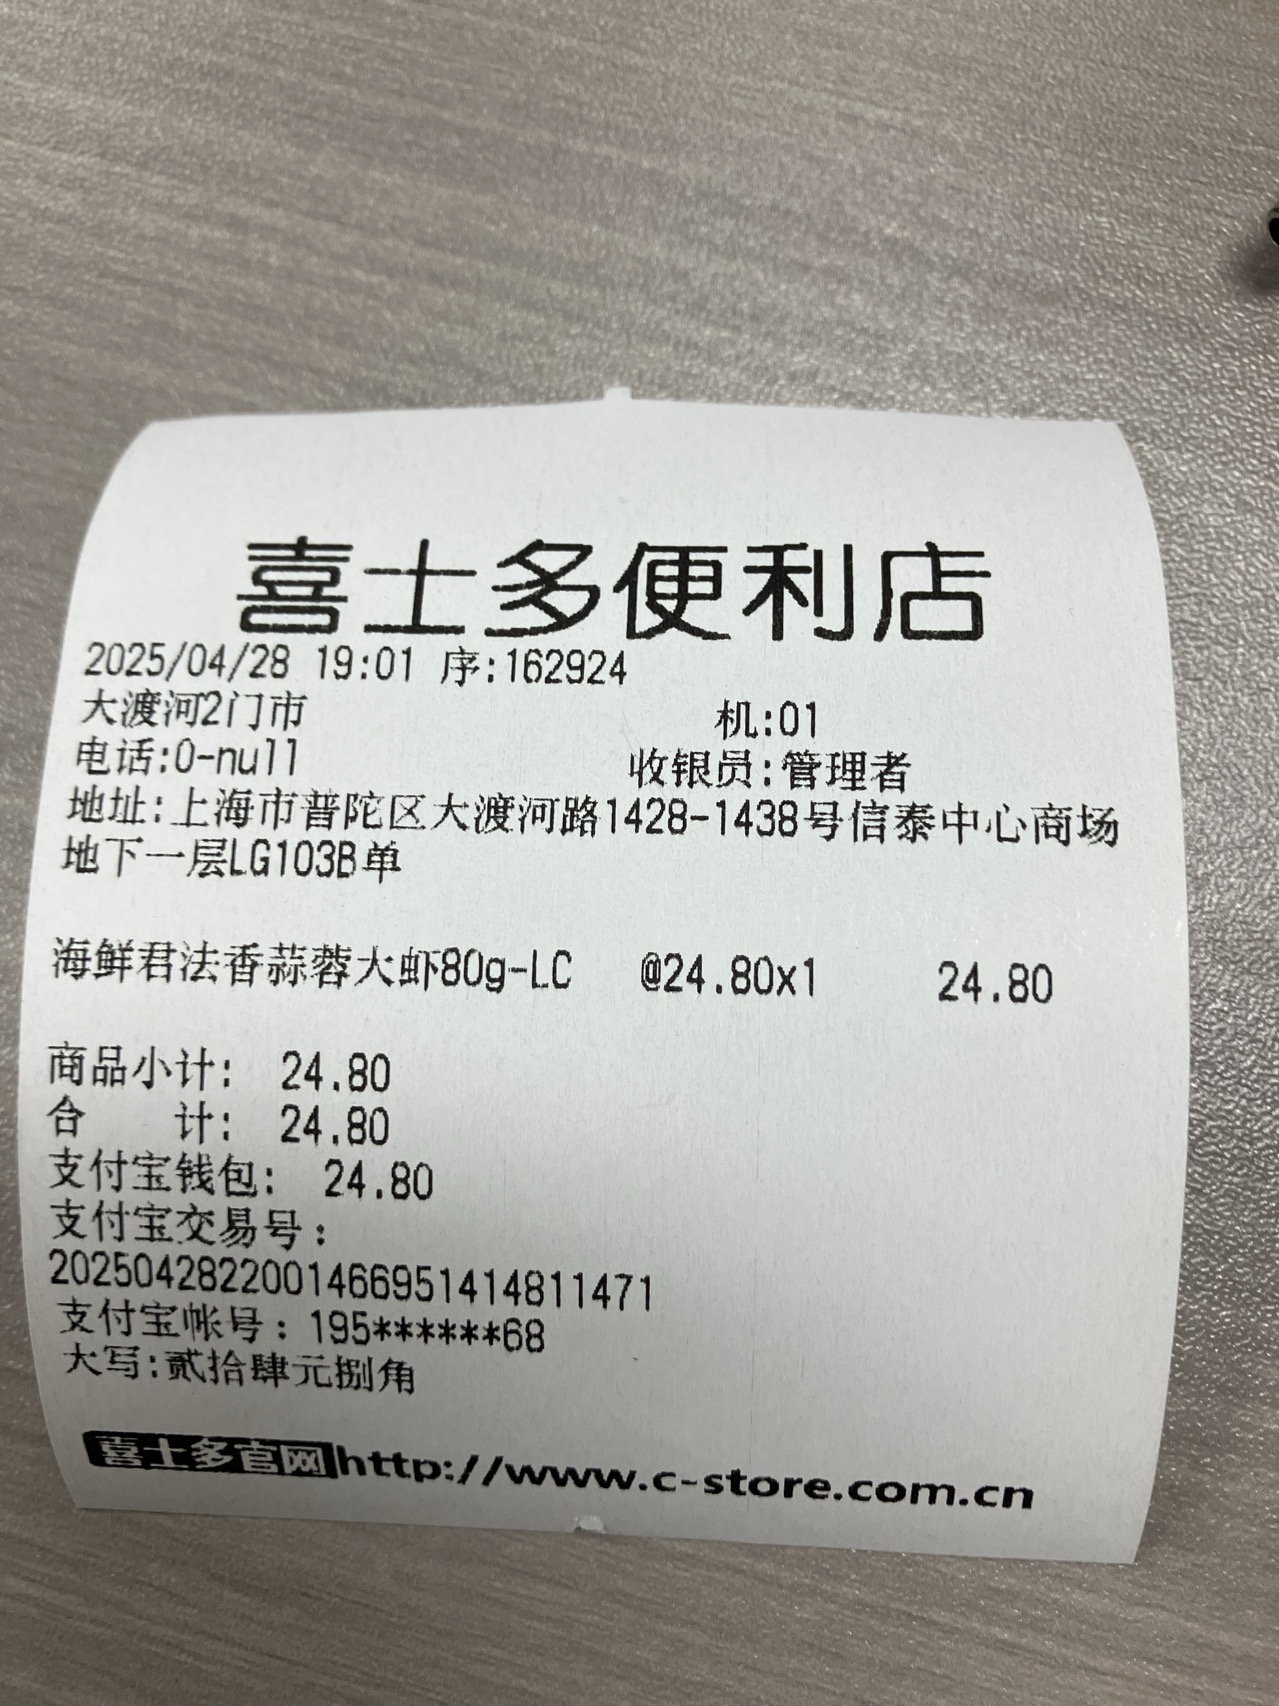 喜士多便利店
2025/04/28 19:01 序:162924
大渡河2门市 机:01
电话:0-null 收银员:管理者
地址:上海市普陀区大渡河路1428-1438号信泰中心商场
地下一层LG103B单
海鲜君法香蒜蓉大虾80g-LC @24.80x1 24.80
商品小计: 24.80
合 计: 24.80
支付宝钱包: 24.80
支付宝交易号:
2025042822001466951414811471
支付宝帐号:195******68
大写:贰拾肆元捌角
喜士多官网http://www.c-store.com.cn